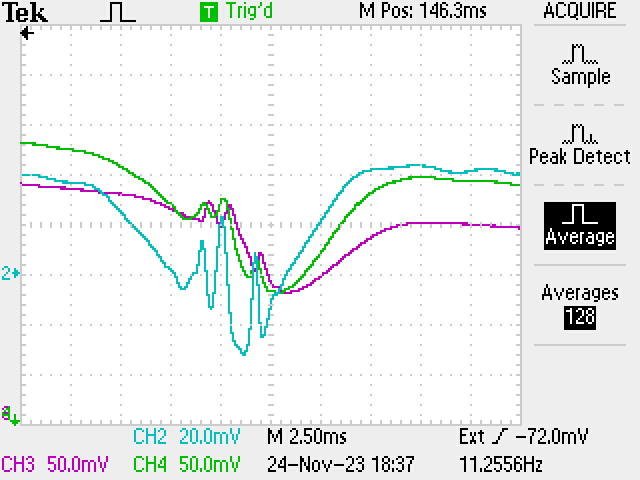 Tek T Trig'd M Pos: 146.3ms ACQUIRE
Sample
Peak Detect
Average
2
Averages
128
CH2 20.0mV M 2.50ms Ext -72.0mV
CH3 50.0mV CH4 50.0mV 24-Nov-23 18:37 11.2556Hz